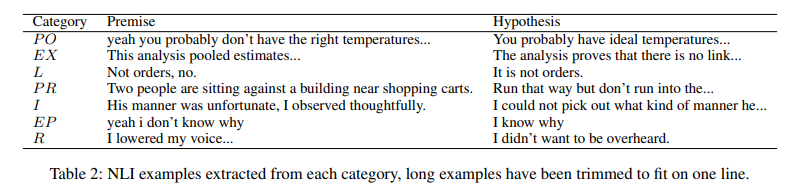 Category Premise Hypothesis
PO yeah you probably don't have the right temperatures... You probably have ideal temperatures...
EX This analysis pooled estimates... The analysis proves that there is no link...
L Not orders, no. It is not orders.
PR Two people are sitting against a building near shopping carts. Run that way but don't run into the...
I His manner was unfortunate, I observed thoughtfully. I could not pick out what kind of manner he...
EP yeah i don't know why I know why
R I lowered my voice... I didn't want to be overheard.
Table 2: NLI examples extracted from each category, long examples have been trimmed to fit on one line.